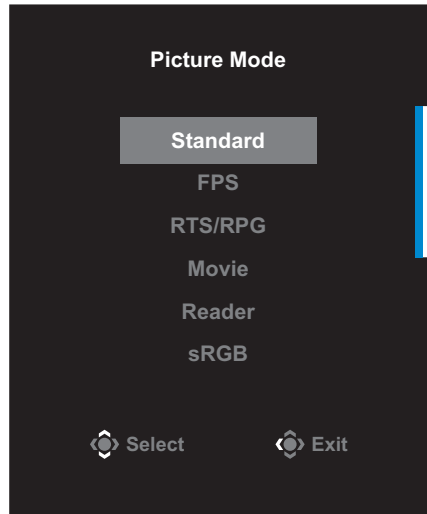 Picture Mode
Standard
FPS
RTS/RPG
Movie
Reader
sRGB
Select Exit